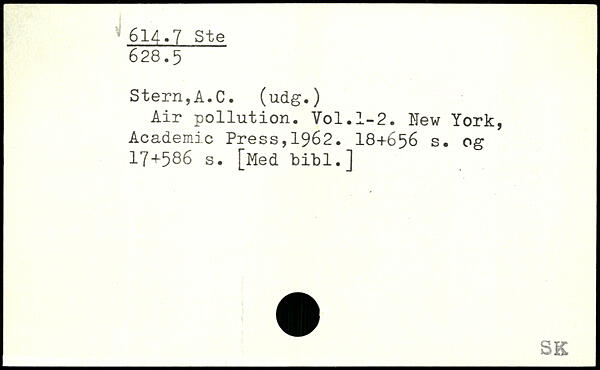 614.7 Ste
628.5
Stern,A.C. (udg.)
Air pollution. Vol.1-2. New York,
Academic Press,1962. 18+656 s. og
17+586 s. [Med bibl.]
SK